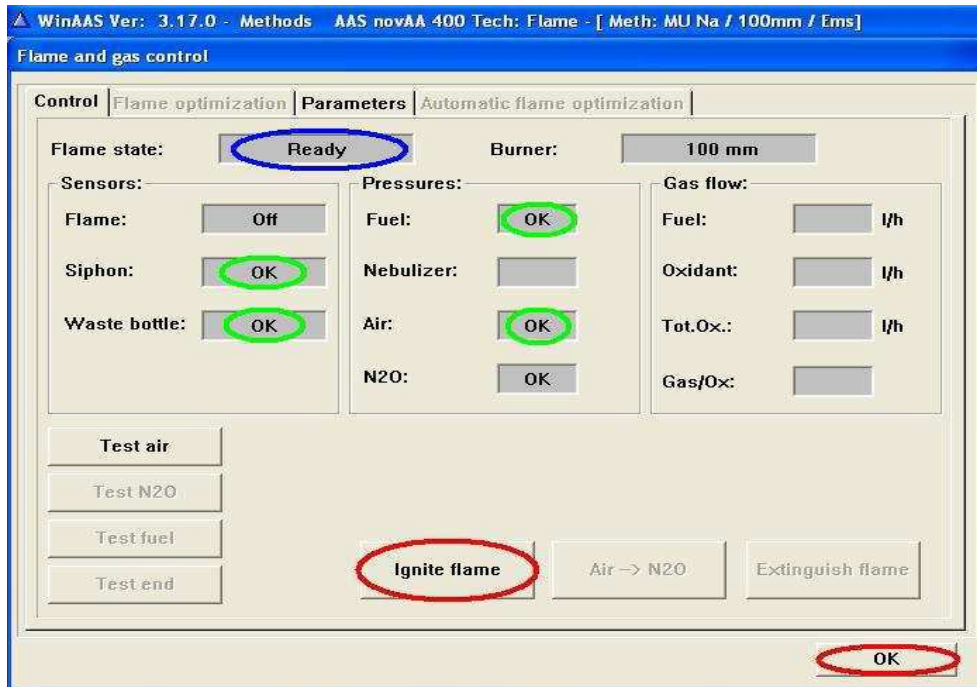 WinAAS Ver: 3.17.0 - Methods AAS novAA 400 Tech: Flame - [ Meth: MU Na / 100mm / Ems]
Flame and gas control
Control Flame optimization Parameters Automatic flame optimization
Flame state: Ready Burner: 100 mm
Sensors: Pressures: Gas flow:
Flame: Off Fuel: OK Fuel: l/h
Siphon: OK Nebulizer: Oxidant: l/h
Waste bottle: OK Air: OK Tot.Ox.: l/h
N2O: OK Gas/Ox:
Test air
Test N2O
Test fuel
Ignite flame Air -> N2O Extinguish flame
Test end
OK